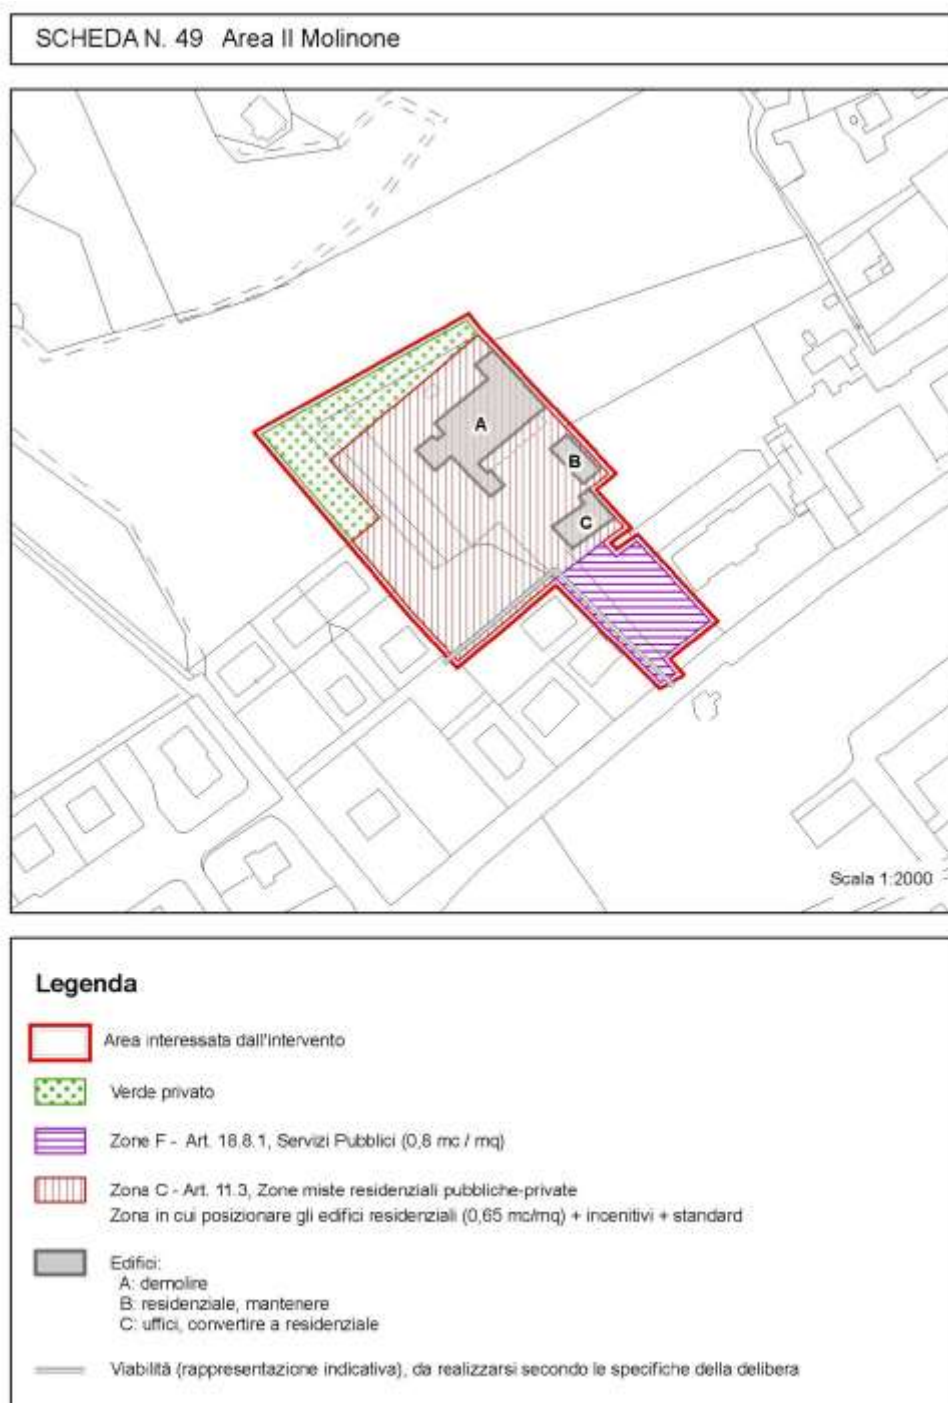 SCHEDA N. 49 Area Il Molinone
A
B
C
Scala 1:2000
Legenda
Area interessata dall'intervento
Verde privato
Zone F - Art. 18.8.1, Servizi Pubblici (0,8 mc / mq)
Zona C - Art. 11.3, Zone miste residenziali pubbliche-private
Zona in cui posizionare gli edifici residenziali (0,65 mc/mq) + incenitivi + standard
Edifici:
A: demolire
B: residenziale, mantenere
C: uffici, convertire a residenziale
Viabilità (rappresentazione indicativa), da realizzarsi secondo le specifiche della delibera